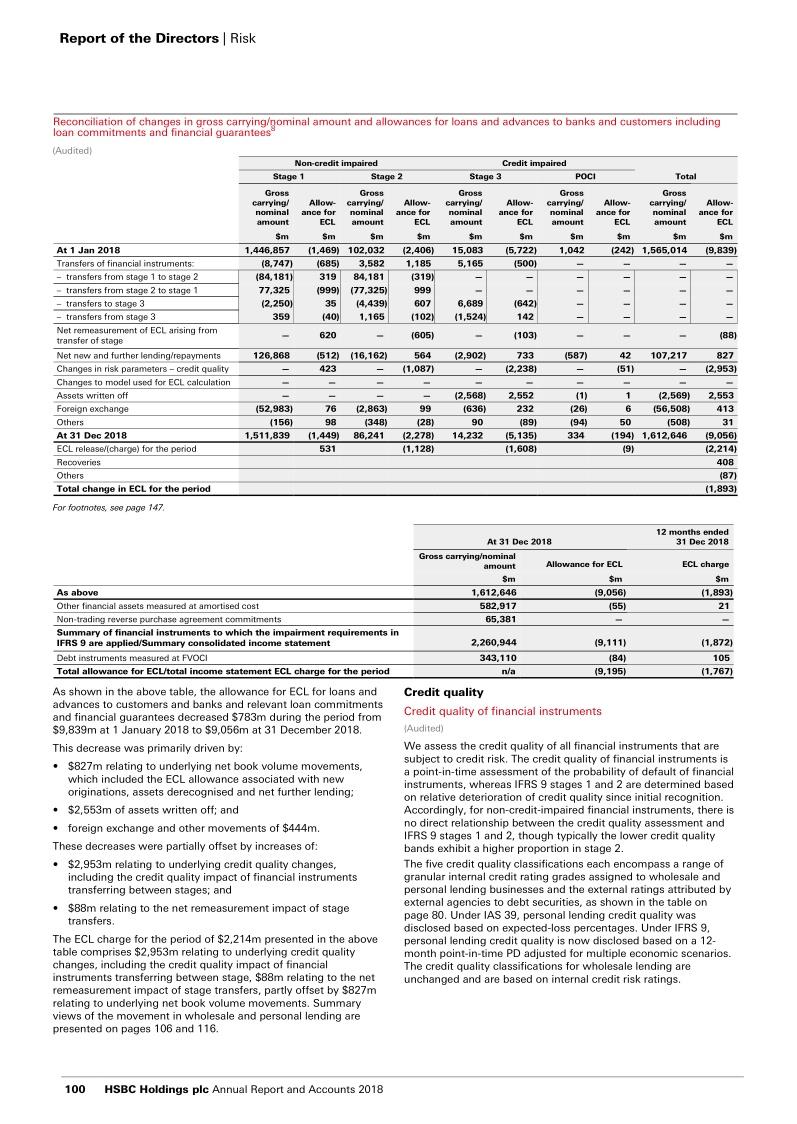 Report of the Directors | Risk
Reconciliation of changes in gross carrying/nominal amount and allowances for loans and advances to banks and customers including
loan commitments and financial guarantees8
(Audited)
Non-credit impaired Credit impaired
Stage 1 Stage 2 Stage 3 POCI Total
Gross carrying/ nominal amount Allow- ance for ECL Gross carrying/ nominal amount Allow- ance for ECL Gross carrying/ nominal amount Allow- ance for ECL Gross carrying/ nominal amount Allow- ance for ECL Gross carrying/ nominal amount Allow- ance for ECL
$m $m $m $m $m $m $m $m $m $m
At 1 Jan 2018 1,446,857 (1,469) 102,032 (2,406) 15,083 (5,722) 1,042 (242) 1,565,014 (9,839)
Transfers of financial instruments: (8,747) (685) 3,582 1,185 5,165 (500) – – – –
– transfers from stage 1 to stage 2 (84,181) 319 84,181 (319) – – – – – –
– transfers from stage 2 to stage 1 77,325 (999) (77,325) 999 – – – – – –
– transfers to stage 3 (2,250) 35 (4,439) 607 6,689 (642) – – – –
– transfers from stage 3 359 (40) 1,165 (102) (1,524) 142 – – – –
Net remeasurement of ECL arising from
transfer of stage – 620 – (605) – (103) – – – (88)
Net new and further lending/repayments 126,868 (512) (16,162) 564 (2,902) 733 (587) 42 107,217 827
Changes in risk parameters – credit quality – 423 – (1,087) – (2,238) – (51) – (2,953)
Changes to model used for ECL calculation – – – – – – – – – –
Assets written off – – – – (2,568) 2,552 (1) 1 (2,569) 2,553
Foreign exchange (52,983) 76 (2,863) 99 (636) 232 (26) 6 (56,508) 413
Others (156) 98 (348) (28) 90 (89) (94) 50 (508) 31
At 31 Dec 2018 1,511,839 (1,449) 86,241 (2,278) 14,232 (5,135) 334 (194) 1,612,646 (9,056)
ECL release/(charge) for the period 531 (1,128) (1,608) (9) (2,214)
Recoveries 408
Others (87)
Total change in ECL for the period (1,893)
For footnotes, see page 147.
At 31 Dec 2018 12 months ended 31 Dec 2018
Gross carrying/nominal amount Allowance for ECL ECL charge
$m $m $m
As above 1,612,646 (9,056) (1,893)
Other financial assets measured at amortised cost 582,917 (55) 21
Non-trading reverse purchase agreement commitments 65,381 – –
Summary of financial instruments to which the impairment requirements in
IFRS 9 are applied/Summary consolidated income statement 2,260,944 (9,111) (1,872)
Debt instruments measured at FVOCI 343,110 (84) 105
Total allowance for ECL/total income statement ECL charge for the period n/a (9,195) (1,767)
As shown in the above table, the allowance for ECL for loans and
advances to customers and banks and relevant loan commitments
and financial guarantees decreased $783m during the period from
$9,839m at 1 January 2018 to $9,056m at 31 December 2018.
This decrease was primarily driven by:
• $827m relating to underlying net book volume movements,
which included the ECL allowance associated with new
originations, assets derecognised and net further lending;
• $2,553m of assets written off; and
• foreign exchange and other movements of $444m.
These decreases were partially offset by increases of:
• $2,953m relating to underlying credit quality changes,
including the credit quality impact of financial instruments
transferring between stages; and
• $88m relating to the net remeasurement impact of stage
transfers.
The ECL charge for the period of $2,214m presented in the above
table comprises $2,953m relating to underlying credit quality
changes, including the credit quality impact of financial
instruments transferring between stage, $88m relating to the net
remeasurement impact of stage transfers, partly offset by $827m
relating to underlying net book volume movements. Summary
views of the movement in wholesale and personal lending are
presented on pages 106 and 116.
Credit quality
Credit quality of financial instruments
(Audited)
We assess the credit quality of all financial instruments that are
subject to credit risk. The credit quality of financial instruments is
a point-in-time assessment of the probability of default of financial
instruments, whereas IFRS 9 stages 1 and 2 are determined based
on relative deterioration of credit quality since initial recognition.
Accordingly, for non-credit-impaired financial instruments, there is
no direct relationship between the credit quality assessment and
IFRS 9 stages 1 and 2, though typically the lower credit quality
bands exhibit a higher proportion in stage 2.
The five credit quality classifications each encompass a range of
granular internal credit rating grades assigned to wholesale and
personal lending businesses and the external ratings attributed by
external agencies to debt securities, as shown in the table on
page 80. Under IAS 39, personal lending credit quality was
disclosed based on expected-loss percentages. Under IFRS 9,
personal lending credit quality is now disclosed based on a 12-
month point-in-time PD adjusted for multiple economic scenarios.
The credit quality classifications for wholesale lending are
unchanged and are based on internal credit risk ratings.
100 HSBC Holdings plc Annual Report and Accounts 2018